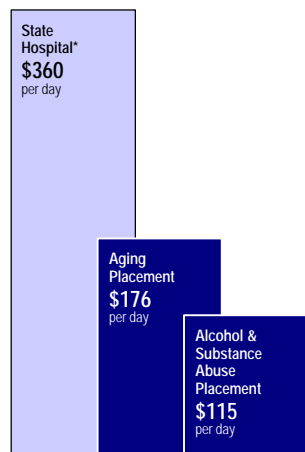 State
Hospital*
$360
per day
Aging
Placement
$176
per day
Alcohol &
Substance
Abuse
Placement
$115
per day